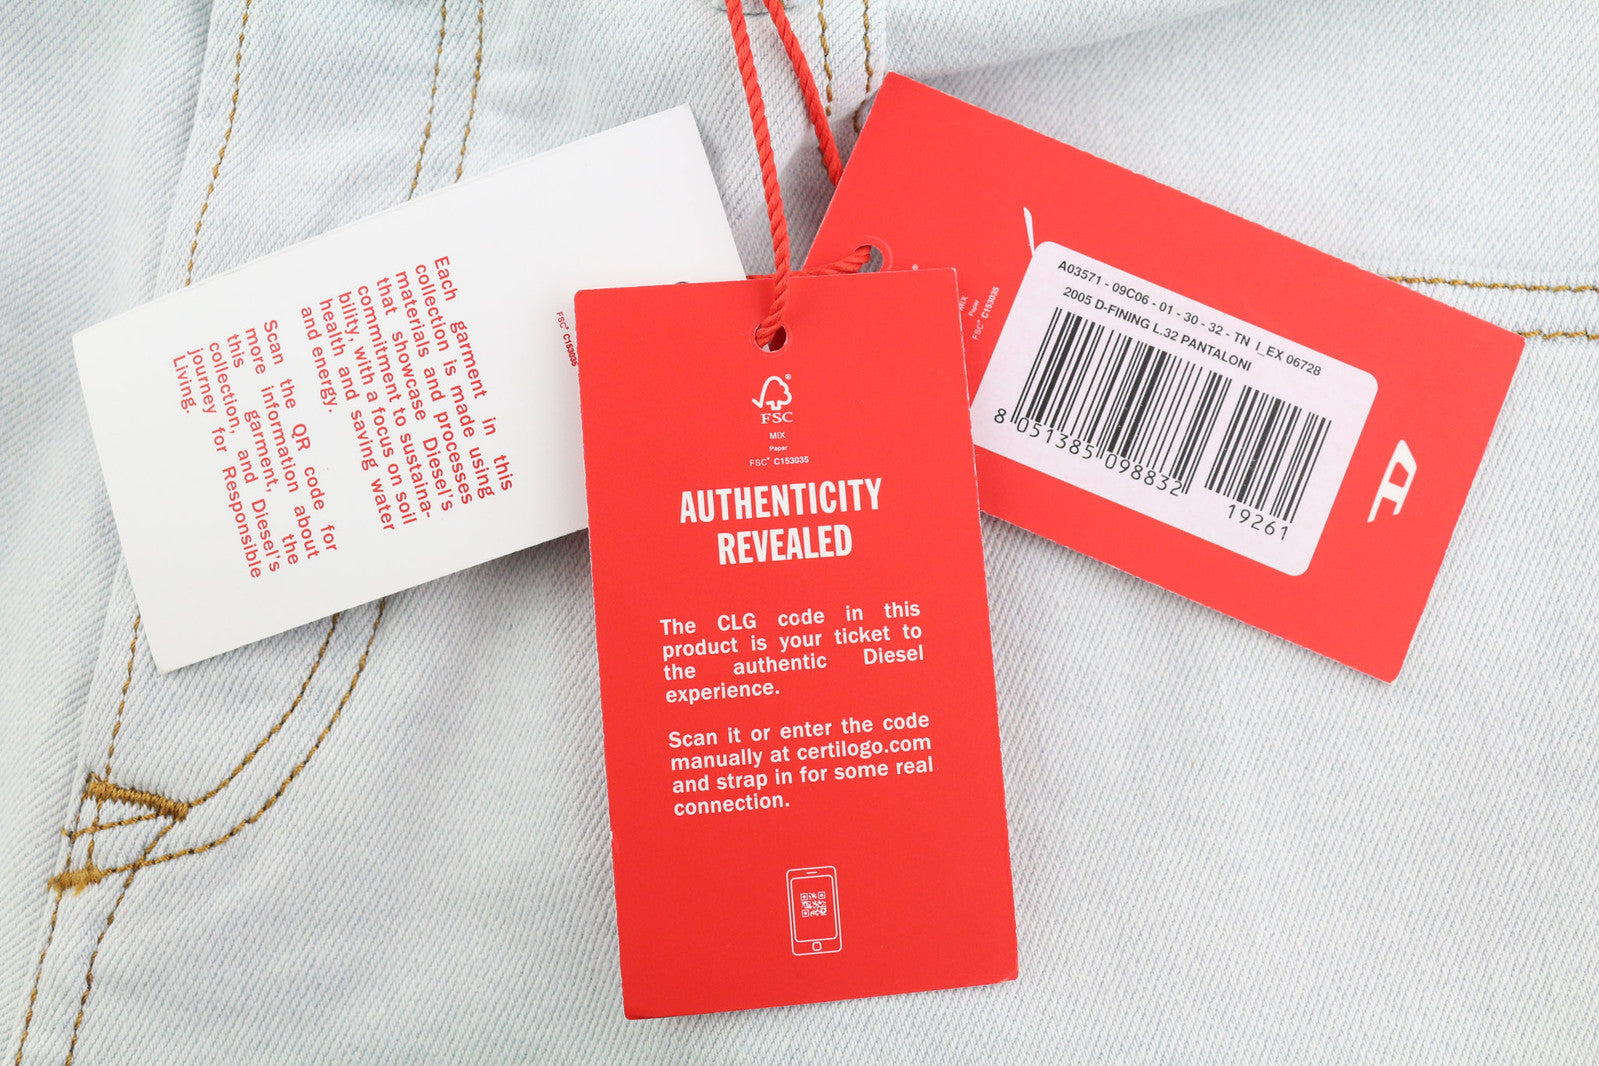 Each garment in this
collection is made using
materials and processes
that showcase Diesel's
commitment to sustaina-
bility, with a focus on soil
health and saving water
and energy.
Scan the QR code for
more information about
this garment, the
collection, and Diesel's
journey for Responsible
Living.
FSC® C153035
FSC®
MIX
Paper
FSC® C153035
AUTHENTICITY
REVEALED
The CLG code in this
product is your ticket to
the authentic Diesel
experience.
Scan it or enter the code
manually at certilogo.com
and strap in for some real
connection.
MIX
Paper
FSC® C153035
A03571 - 09C06 - 01 - 30 - 32 - TN I_EX 06728
2005 D-FINING L.32 PANTALONI
8 051385 098832
19261
D